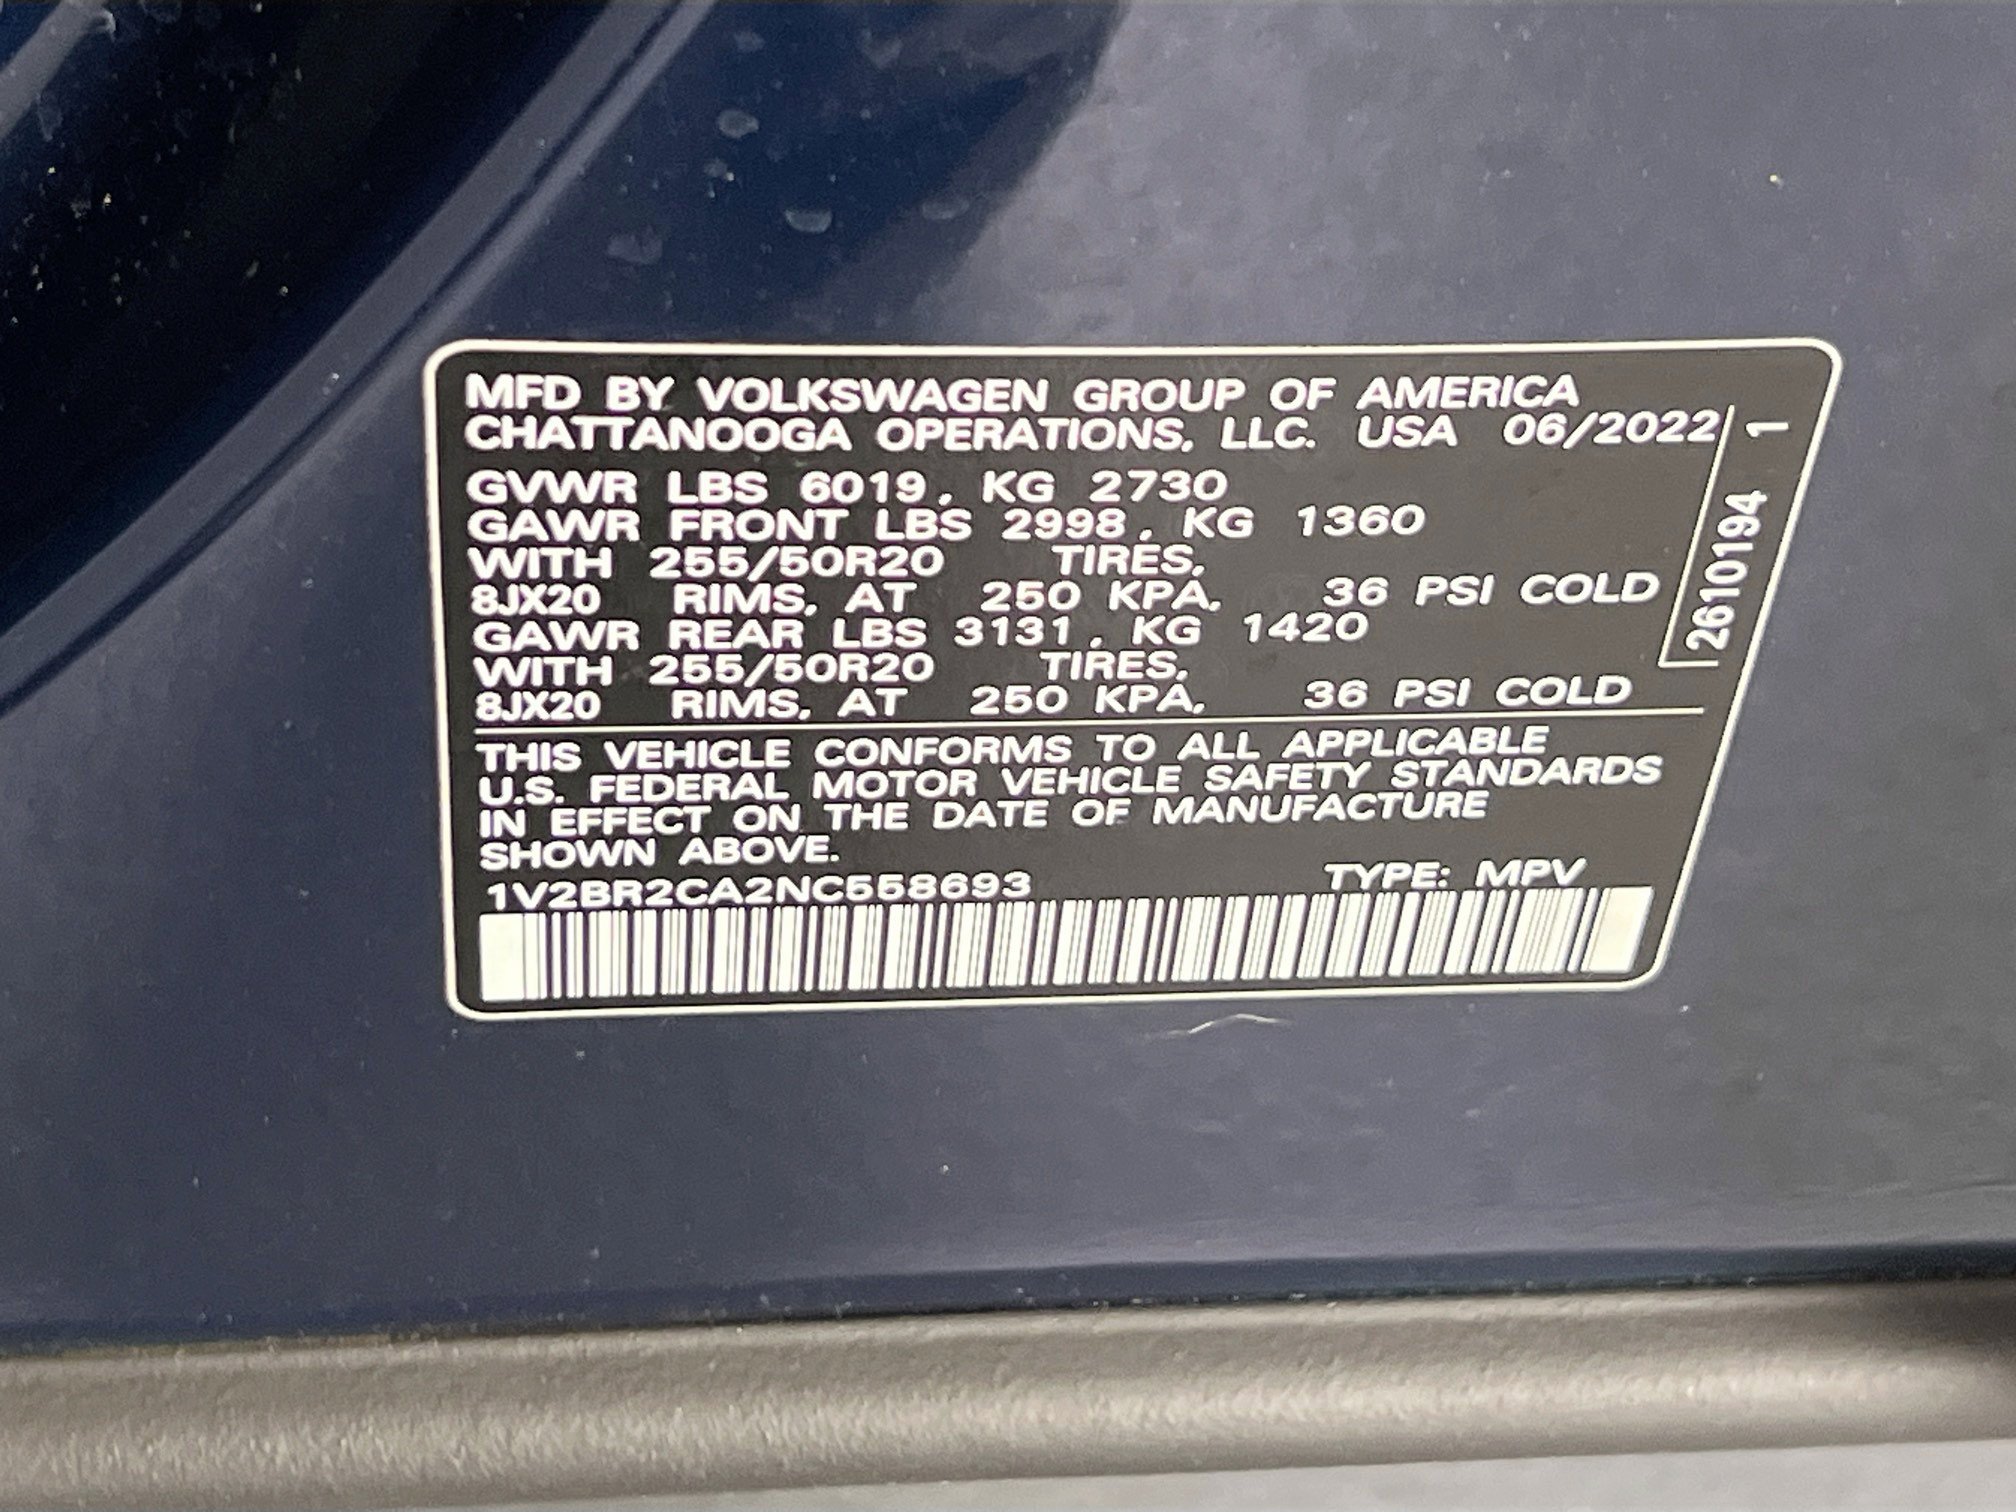 MFD BY VOLKSWAGEN GROUP OF AMERICA
CHATTANOOGA OPERATIONS, LLC. USA 06/2022
GVWR LBS 6019, KG 2730
GAWR FRONT LBS 2998, KG 1360
WITH 255/50R20 TIRES,
8JX20 RIMS, AT 250 KPA, 36 PSI COLD
GAWR REAR LBS 3131, KG 1420
WITH 255/50R20 TIRES,
8JX20 RIMS, AT 250 KPA, 36 PSI COLD
THIS VEHICLE CONFORMS TO ALL APPLICABLE
U.S. FEDERAL MOTOR VEHICLE SAFETY STANDARDS
IN EFFECT ON THE DATE OF MANUFACTURE
SHOWN ABOVE.
1V2BR2CA2NC558693 TYPE: MPV
2610194 1